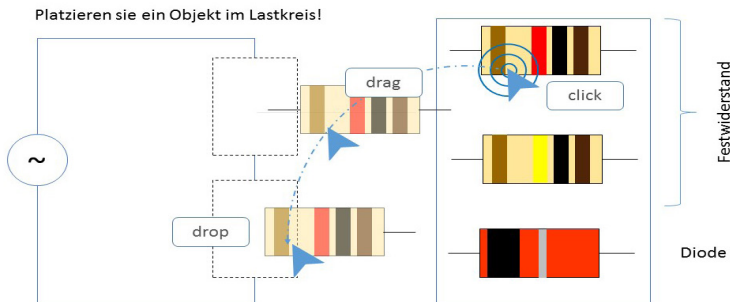 Platzieren sie ein Objekt im Lastkreis!
drag
click
~
drop
Festwiderstand
Diode